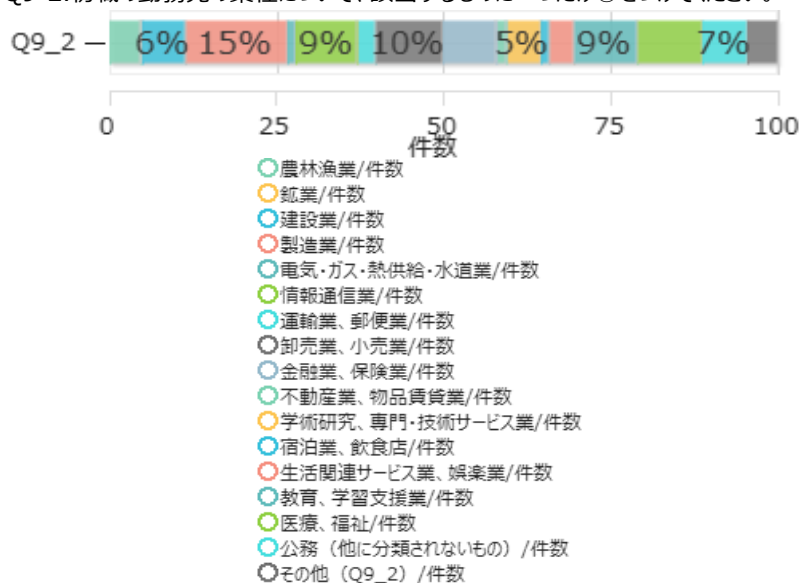 Q9_2 6% 15% 9% 10% 5% 9% 7%
0 25 50 75 100
件数
農林漁業/件数
鉱業/件数
建設業/件数
製造業/件数
電気・ガス・熱供給・水道業/件数
情報通信業/件数
運輸業、郵便業/件数
卸売業、小売業/件数
金融業、保険業/件数
不動産業、物品賃貸業/件数
学術研究、専門・技術サービス業/件数
宿泊業、飲食店/件数
生活関連サービス業、娯楽業/件数
教育、学習支援業/件数
医療、福祉/件数
公務（他に分類されないもの）/件数
その他（Q9_2）/件数